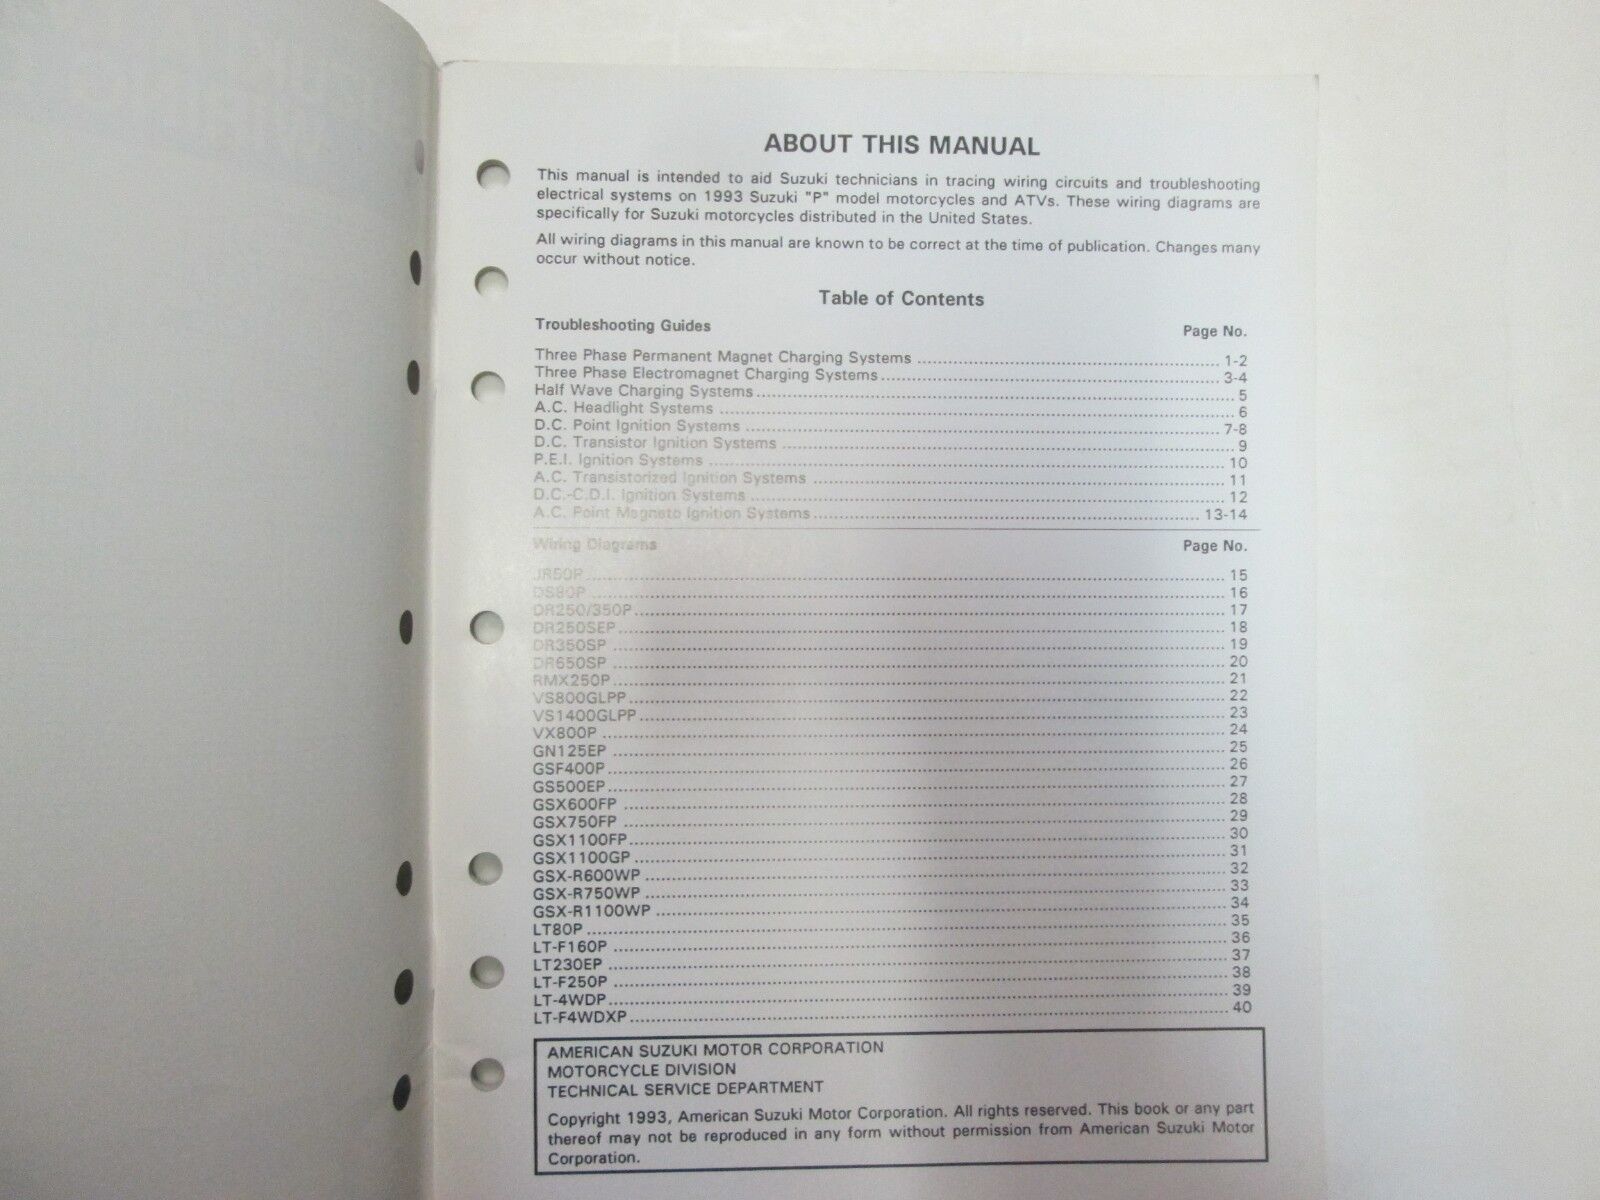 ABOUT THIS MANUAL
This manual is intended to aid Suzuki technicians in tracing wiring circuits and troubleshooting
electrical systems on 1993 Suzuki "P" model motorcycles and ATVs. These wiring diagrams are
specifically for Suzuki motorcycles distributed in the United States.
All wiring diagrams in this manual are known to be correct at the time of publication. Changes many
occur without notice.
Table of Contents
Troubleshooting Guides Page No.
Three Phase Permanent Magnet Charging Systems 1-2
Three Phase Electromagnet Charging Systems 3-4
Half Wave Charging Systems 5
A.C. Headlight Systems 6
D.C. Point Ignition Systems 7-8
D.C. Transistor Ignition Systems 9
P.E.I. Ignition Systems 10
A.C. Transistorized Ignition Systems 11
D.C.-C.D.I. Ignition Systems 12
A.C. Point Magneto Ignition Systems 13-14
Wiring Diagrams Page No.
JR50P 15
DS80P 16
DR250/350P 17
DR250SEP 18
DR350SP 19
DR650SP 20
RMX250P 21
VS800GLPP 22
VS1400GLPP 23
VX800P 24
GN125EP 25
GSF400P 26
GS500EP 27
GSX600FP 28
GSX750FP 29
GSX1100FP 30
GSX1100GP 31
GSX-R600WP 32
GSX-R750WP 33
GSX-R1100WP 34
LT80P 35
LT-F160P 36
LT230EP 37
LT-F250P 38
LT-4WDP 39
LT-F4WDXP 40
AMERICAN SUZUKI MOTOR CORPORATION
MOTORCYCLE DIVISION
TECHNICAL SERVICE DEPARTMENT
Copyright 1993, American Suzuki Motor Corporation. All rights reserved. This book or any part
thereof may not be reproduced in any form without permission from American Suzuki Motor
Corporation.